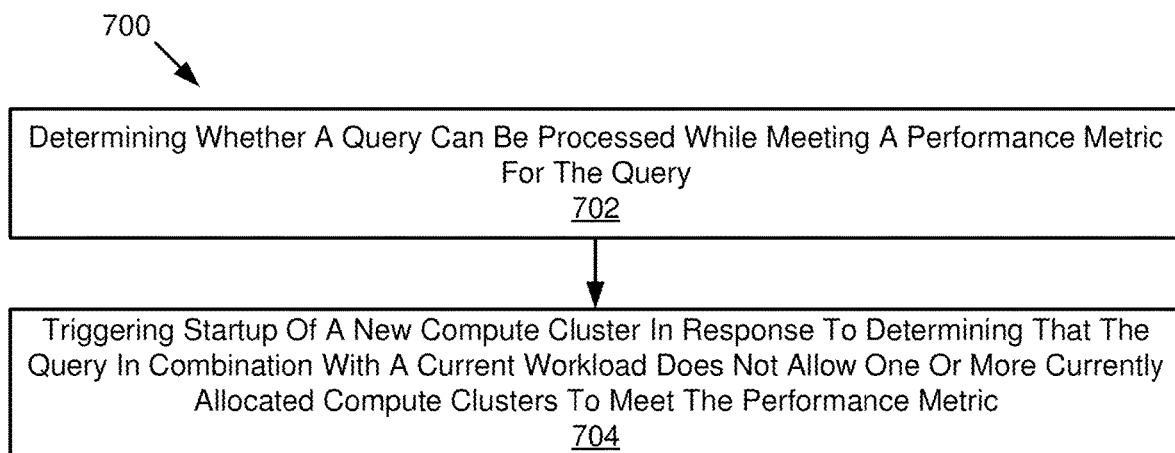 700
Determining Whether A Query Can Be Processed While Meeting A Performance Metric
For The Query
702
Triggering Startup Of A New Compute Cluster In Response To Determining That The
Query In Combination With A Current Workload Does Not Allow One Or More Currently
Allocated Compute Clusters To Meet The Performance Metric
704